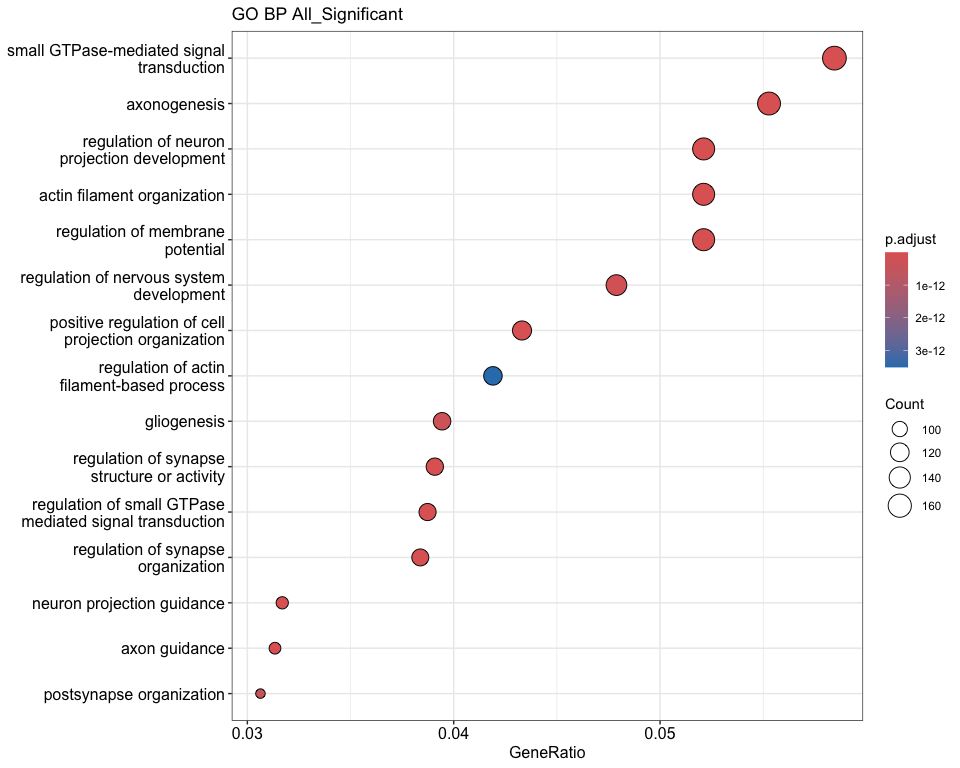 GO BP All_Significant
small GTPase-mediated signal
transduction
axonogenesis
regulation of neuron
projection development
actin filament organization
regulation of membrane
potential
regulation of nervous system
development
positive regulation of cell
projection organization
regulation of actin
filament-based process
gliogenesis
regulation of synapse
structure or activity
regulation of small GTPase
mediated signal transduction
regulation of synapse
organization
neuron projection guidance
axon guidance
postsynapse organization
0.03
0.04
0.05
GeneRatio
p.adjust
1e-12
2e-12
3e-12
Count
100
120
140
160